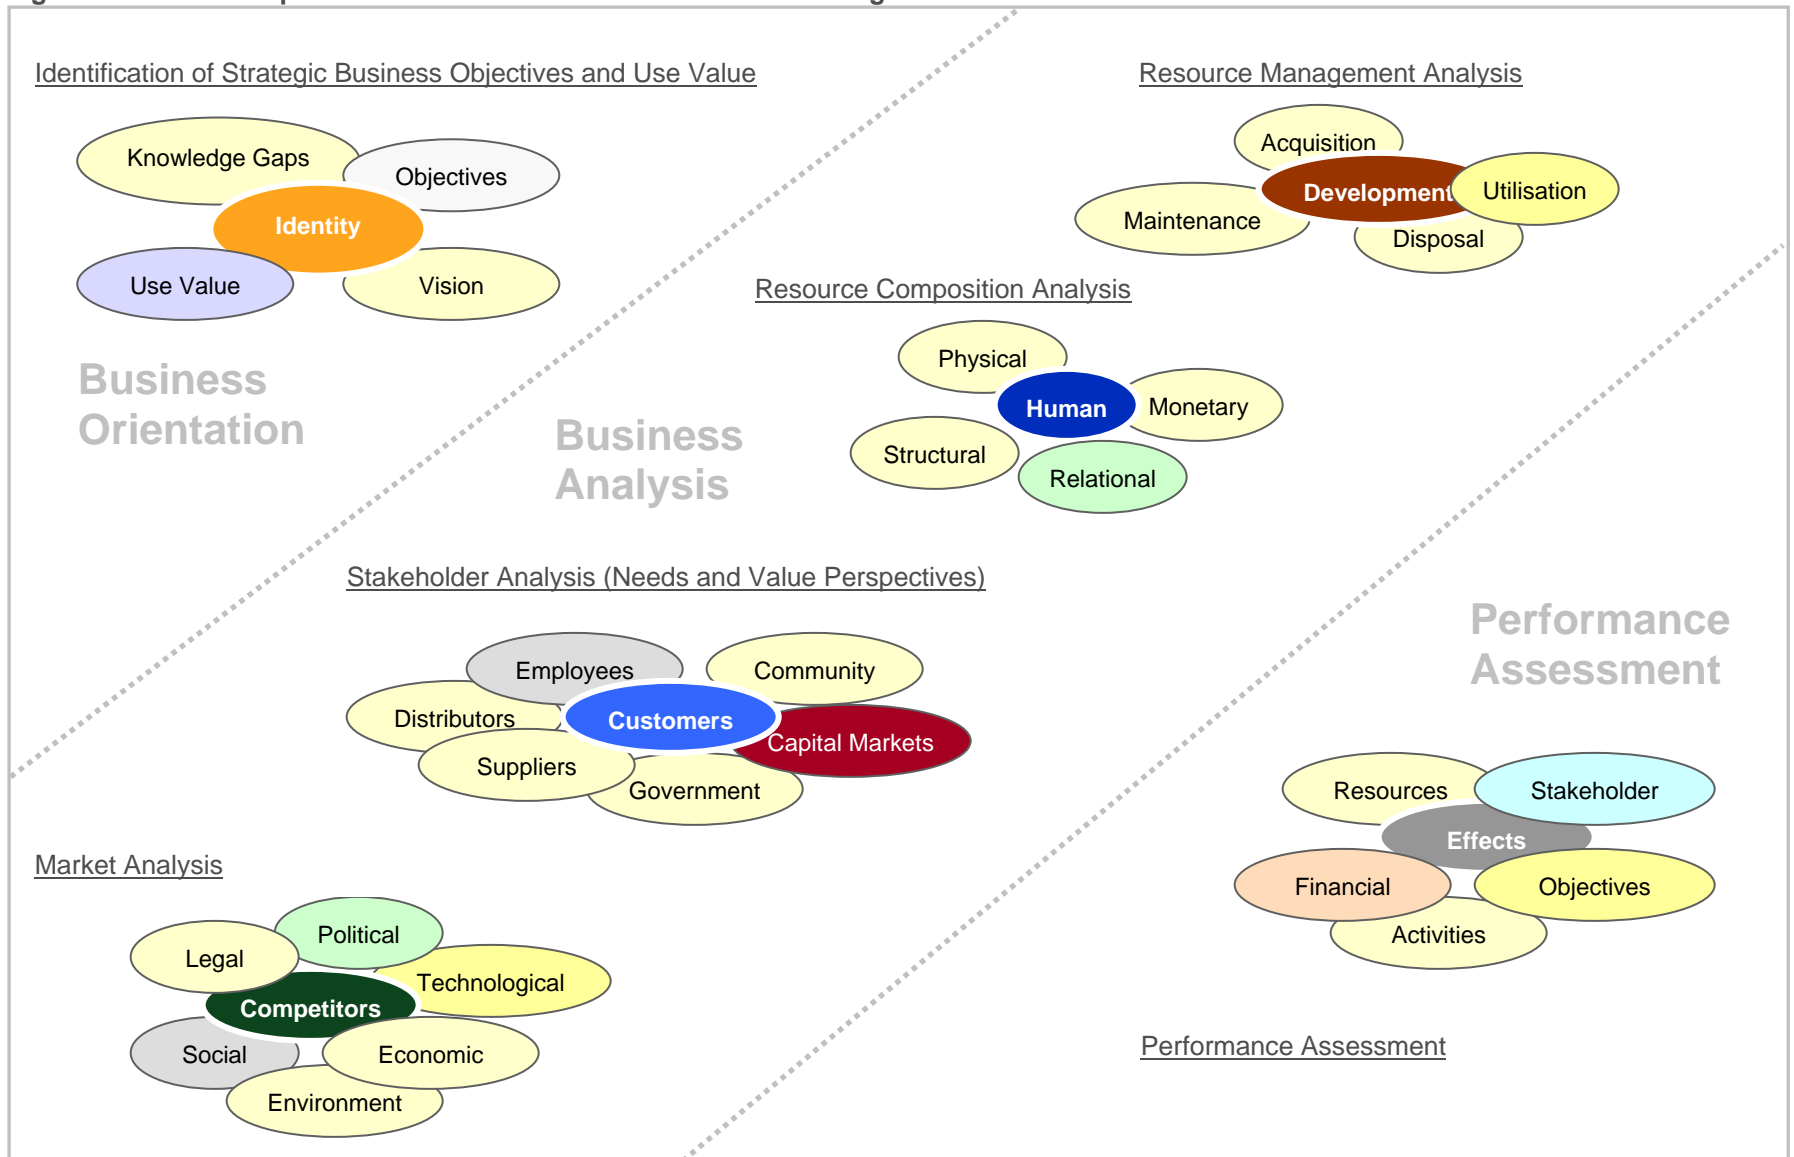 Identification of Strategic Business Objectives and Use Value
Knowledge Gaps
Objectives
Identity
Use Value
Vision
Business
Orientation
Resource Management Analysis
Acquisition
Development
Utilisation
Maintenance
Disposal
Resource Composition Analysis
Physical
Human
Monetary
Structural
Relational
Business
Analysis
Stakeholder Analysis (Needs and Value Perspectives)
Employees
Community
Distributors
Customers
Capital Markets
Suppliers
Government
Performance
Assessment
Resources
Stakeholder
Effects
Financial
Objectives
Activities
Performance Assessment
Market Analysis
Political
Legal
Technological
Competitors
Social
Economic
Environment